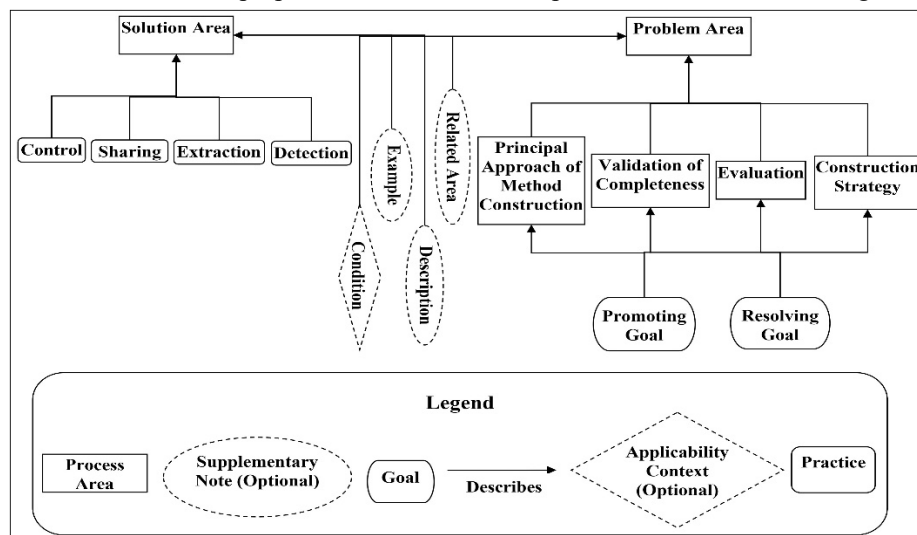 Solution Area
Problem Area
Control
Sharing
Extraction
Detection
Condition
Example
Description
Related Area
Principal
Approach of
Method
Construction
Validation of
Completeness
Evaluation
Construction
Strategy
Promoting
Goal
Resolving
Goal
Legend
Process
Area
Supplementary
Note (Optional)
Goal
Describes
Applicability
Context
(Optional)
Practice